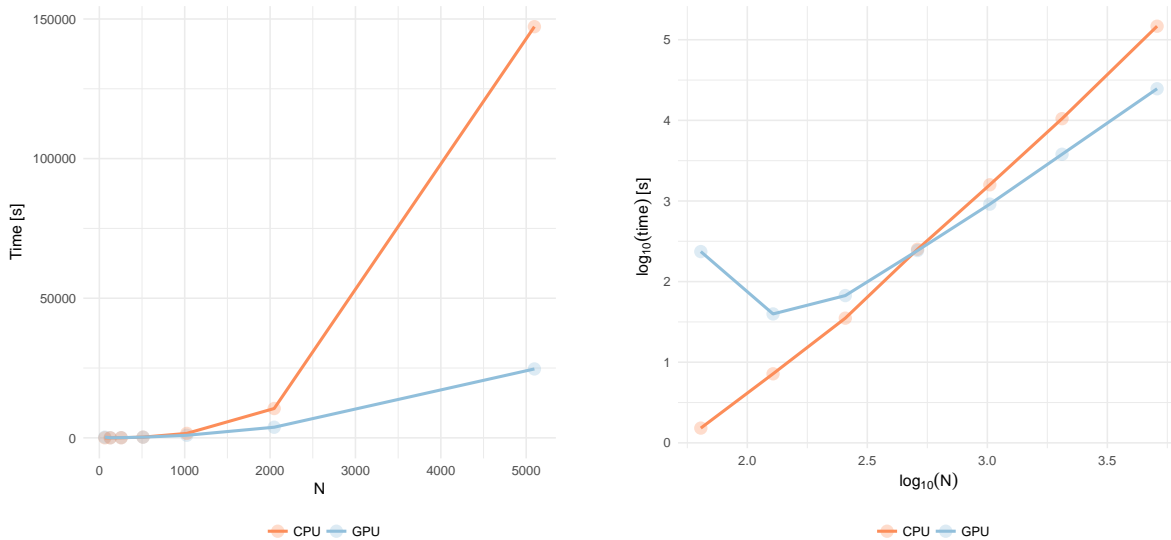 150000
100000
50000
0
Time [s]
0 1000 2000 3000 4000 5000
N
CPU GPU
5
4
3
2
1
0
log₁₀(time) [s]
2.0 2.5 3.0 3.5
log₁₀(N)
CPU GPU